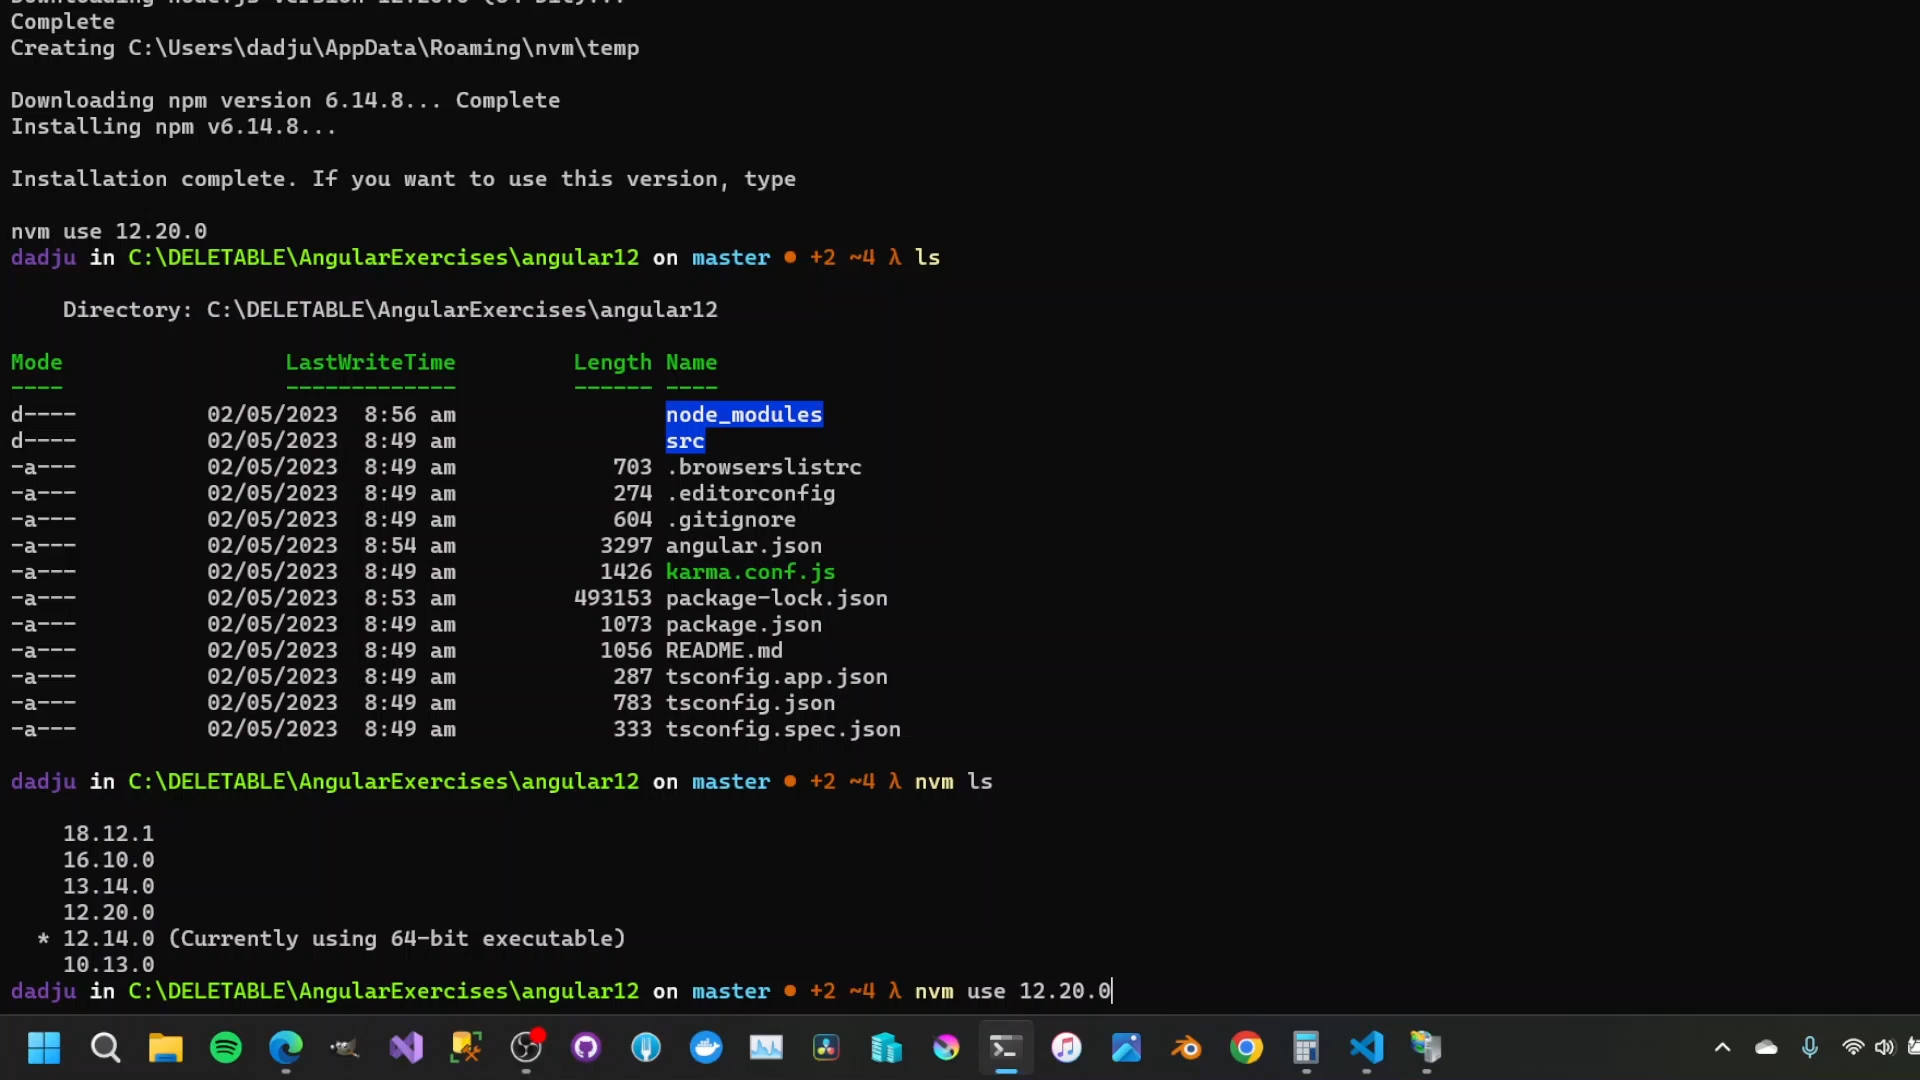 Downloading node.js version 12.20.0 (64-bit)...
Complete
Creating C:\Users\dadju\AppData\Roaming\nvm\temp
Downloading npm version 6.14.8... Complete
Installing npm v6.14.8...
Installation complete. If you want to use this version, type
nvm use 12.20.0
dadju in C:\DELETABLE\AngularExercises\angular12 on master ● +2 ~4 λ ls
Directory: C:\DELETABLE\AngularExercises\angular12
Mode LastWriteTime Length Name
---- ------------- ------ ----
d---- 02/05/2023 8:56 am node_modules
d---- 02/05/2023 8:49 am src
-a--- 02/05/2023 8:49 am 703 .browserslistrc
-a--- 02/05/2023 8:49 am 274 .editorconfig
-a--- 02/05/2023 8:49 am 604 .gitignore
-a--- 02/05/2023 8:54 am 3297 angular.json
-a--- 02/05/2023 8:49 am 1426 karma.conf.js
-a--- 02/05/2023 8:53 am 493153 package-lock.json
-a--- 02/05/2023 8:49 am 1073 package.json
-a--- 02/05/2023 8:49 am 1056 README.md
-a--- 02/05/2023 8:49 am 287 tsconfig.app.json
-a--- 02/05/2023 8:49 am 783 tsconfig.json
-a--- 02/05/2023 8:49 am 333 tsconfig.spec.json
dadju in C:\DELETABLE\AngularExercises\angular12 on master ● +2 ~4 λ nvm ls
18.12.1
16.10.0
13.14.0
12.20.0
* 12.14.0 (Currently using 64-bit executable)
10.13.0
dadju in C:\DELETABLE\AngularExercises\angular12 on master ● +2 ~4 λ nvm use 12.20.0